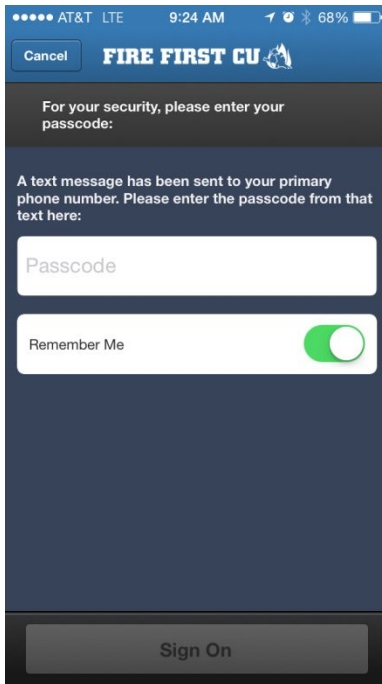 AT&T LTE 9:24 AM 68%
Cancel FIRE FIRST CU
For your security, please enter your
passcode:
A text message has been sent to your primary
phone number. Please enter the passcode from that
text here:
Passcode
Remember Me
Sign On